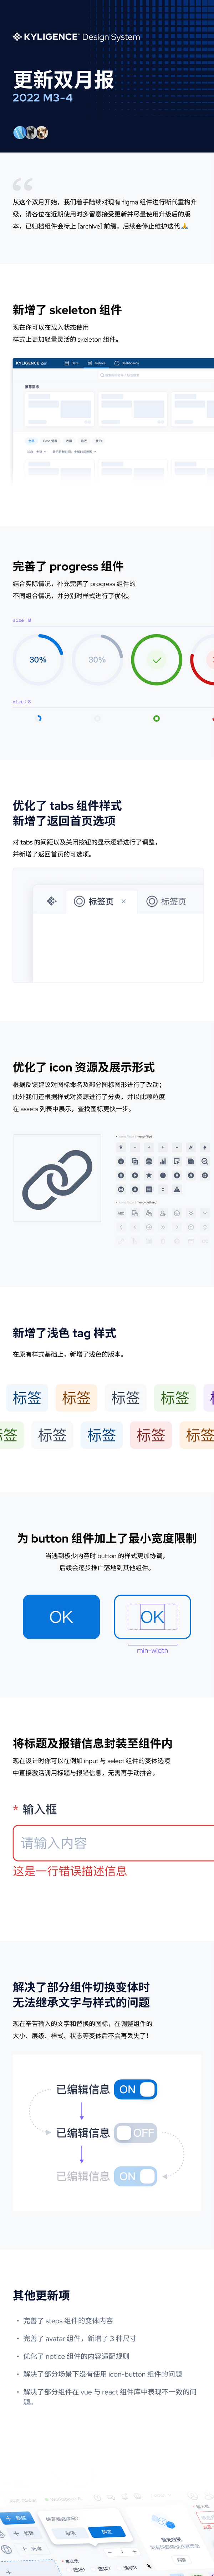 KYLIGENCE Design System
更新双月报
2022 M3-4
从这个双月开始，我们着手陆续对现有 figma 组件进行断代重构升
级，请各位在近期使用时多留意接受更新并尽量使用升级后的版
本，已归档组件会标上 [archive] 前缀，后续会停止维护迭代🙏
新增了 skeleton 组件
现在你可以在载入状态使用
样式上更加轻量灵活的 skeleton 组件。
KYLIGENCE Zen
Data
Metrics
Dashboards
完善了 progress 组件
结合实际情况，补充完善了 progress 组件的
不同组合情况，并分别对样式进行了优化。
30%
30%
优化了 tabs 组件样式
新增了返回首页选项
对 tabs 的间距以及关闭按钮的显示逻辑进行了调整，
并新增了返回首页的可选项。
标签页 ×
标签页
优化了 icon 资源及展示形式
根据反馈建议对图标命名及部分图标图形进行了改动；
此外我们还根据样式对资源进行了分类，并以此颗粒度
在 assets 列表中展示，查找图标更快一步。
新增了浅色 tag 样式
在原有样式基础上，新增了浅色的版本。
标签 标签 标签 标签
标签 标签 标签 标签 标签
为 button 组件加上了最小宽度限制
当遇到极少内容时 button 的样式更加协调，
后续会逐步推广落地到其他组件。
OK
OK
min-width
将标题及报错信息封装至组件内
现在设计时你可以在例如 input 与 select 组件的变体选项
中直接激活调用标题与报错信息，无需再手动拼合。
* 输入框
请输入内容
这是一行错误描述信息
解决了部分组件切换变体时
无法继承文字与样式的问题
现在辛苦输入的文字和替换的图标，在调整组件的
大小、层级、样式、状态等变体后不会再丢失了！
已编辑信息 ON
已编辑信息 OFF
已编辑信息 ON
其他更新项
• 完善了 steps 组件的变体内容
• 完善了 avatar 组件，新增了 3 种尺寸
• 优化了 notice 组件的内容适配规则
• 解决了部分场景下没有使用 icon-button 组件的问题
• 解决了部分组件在 vue 与 react 组件库中表现不一致的问
题。
新建
新建
新建
取消
确定
暂无数据